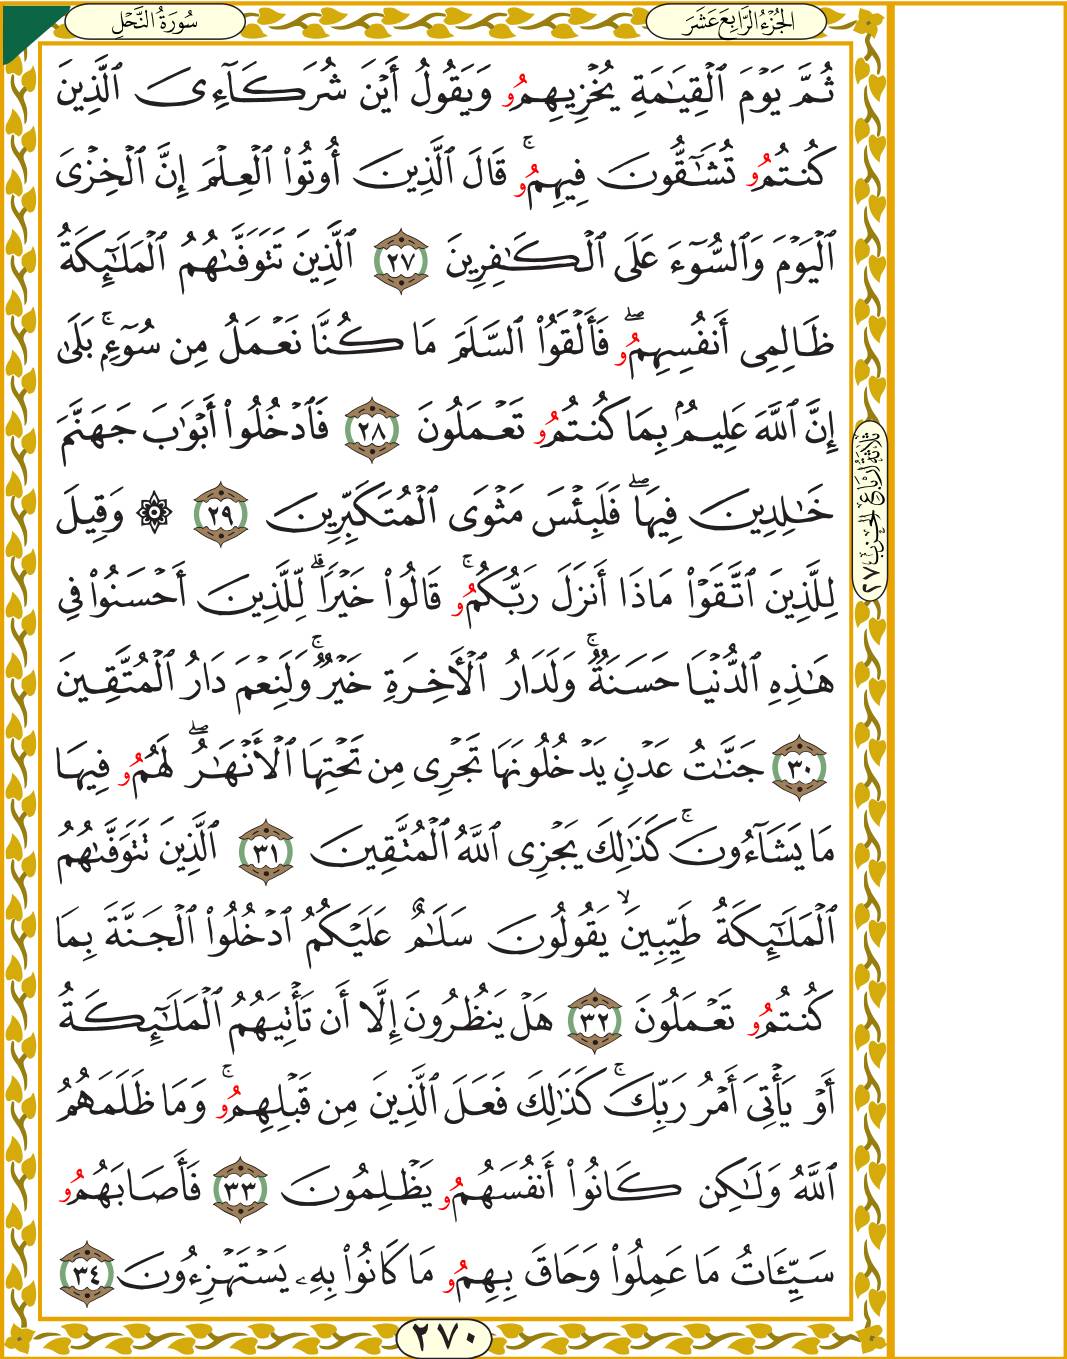 الجُزْءُ الرَّابِعَ عَشَرَ
سُورَةُ النَّحْلِ
ثُمَّ يَوْمَ ٱلْقِيَٰمَةِ يُخْزِيهِمُۥ وَيَقُولُ أَيْنَ شُرَكَآءِىَ ٱلَّذِينَ
كُنتُمُۥ تُشَٰٓقُّونَ فِيهِمُۥۚ قَالَ ٱلَّذِينَ أُوتُوا۟ ٱلْعِلْمَ إِنَّ ٱلْخِزْىَ
ٱلْيَوْمَ وَٱلسُّوٓءَ عَلَى ٱلْكَٰفِرِينَ ٢٧ ٱلَّذِينَ تَتَوَفَّىٰهُمُ ٱلْمَلَٰٓئِكَةُ
ظَالِمِىٓ أَنفُسِهِمُۥۖ فَأَلْقَوُا۟ ٱلسَّلَمَ مَا كُنَّا نَعْمَلُ مِن سُوٓءٍۭۚ بَلَىٰ
إِنَّ ٱللَّهَ عَلِيمٌۢ بِمَا كُنتُمُۥ تَعْمَلُونَ ٢٨ فَٱدْخُلُوا۟ أَبْوَٰبَ جَهَنَّمَ
خَٰلِدِينَ فِيهَاۖ فَلَبِئْسَ مَثْوَى ٱلْمُتَكَبِّرِينَ ٢٩ ۞ وَقِيلَ
لِلَّذِينَ ٱتَّقَوْا۟ مَاذَا أَنزَلَ رَبُّكُمُۥۚ قَالُوا۟ خَيْرًاۗ لِّلَّذِينَ أَحْسَنُوا۟ فِى
هَٰذِهِ ٱلدُّنْيَا حَسَنَةٌۚ وَلَدَارُ ٱلْأَخِرَةِ خَيْرٌۚ وَلَنِعْمَ دَارُ ٱلْمُتَّقِينَ
٣٠ جَنَّٰتُ عَدْنٍ يَدْخُلُونَهَا تَجْرِى مِن تَحْتِهَا ٱلْأَنْهَٰرُۖ لَهُمُۥ فِيهَا
مَا يَشَآءُونَۚ كَذَٰلِكَ يَجْزِى ٱللَّهُ ٱلْمُتَّقِينَ ٣١ ٱلَّذِينَ تَتَوَفَّىٰهُمُ
ٱلْمَلَٰٓئِكَةُ طَيِّبِينَۙ يَقُولُونَ سَلَٰمٌ عَلَيْكُمُ ٱدْخُلُوا۟ ٱلْجَنَّةَ بِمَا
كُنتُمُۥ تَعْمَلُونَ ٣٢ هَلْ يَنظُرُونَ إِلَّا أَن تَأْتِيَهُمُ ٱلْمَلَٰٓئِكَةُ
أَوْ يَأْتِىَ أَمْرُ رَبِّكَۚ كَذَٰلِكَ فَعَلَ ٱلَّذِينَ مِن قَبْلِهِمُۥۚ وَمَا ظَلَمَهُمُ
ٱللَّهُ وَلَٰكِن كَانُوا۟ أَنفُسَهُمُۥ يَظْلِمُونَ ٣٣ فَأَصَابَهُمُۥ
سَيِّـَٔاتُ مَا عَمِلُوا۟ وَحَاقَ بِهِمُۥ مَا كَانُوا۟ بِهِۦ يَسْتَهْزِءُونَ ٣٤
ثلاثة أرباع الحزب ٢٧
٢٧٠